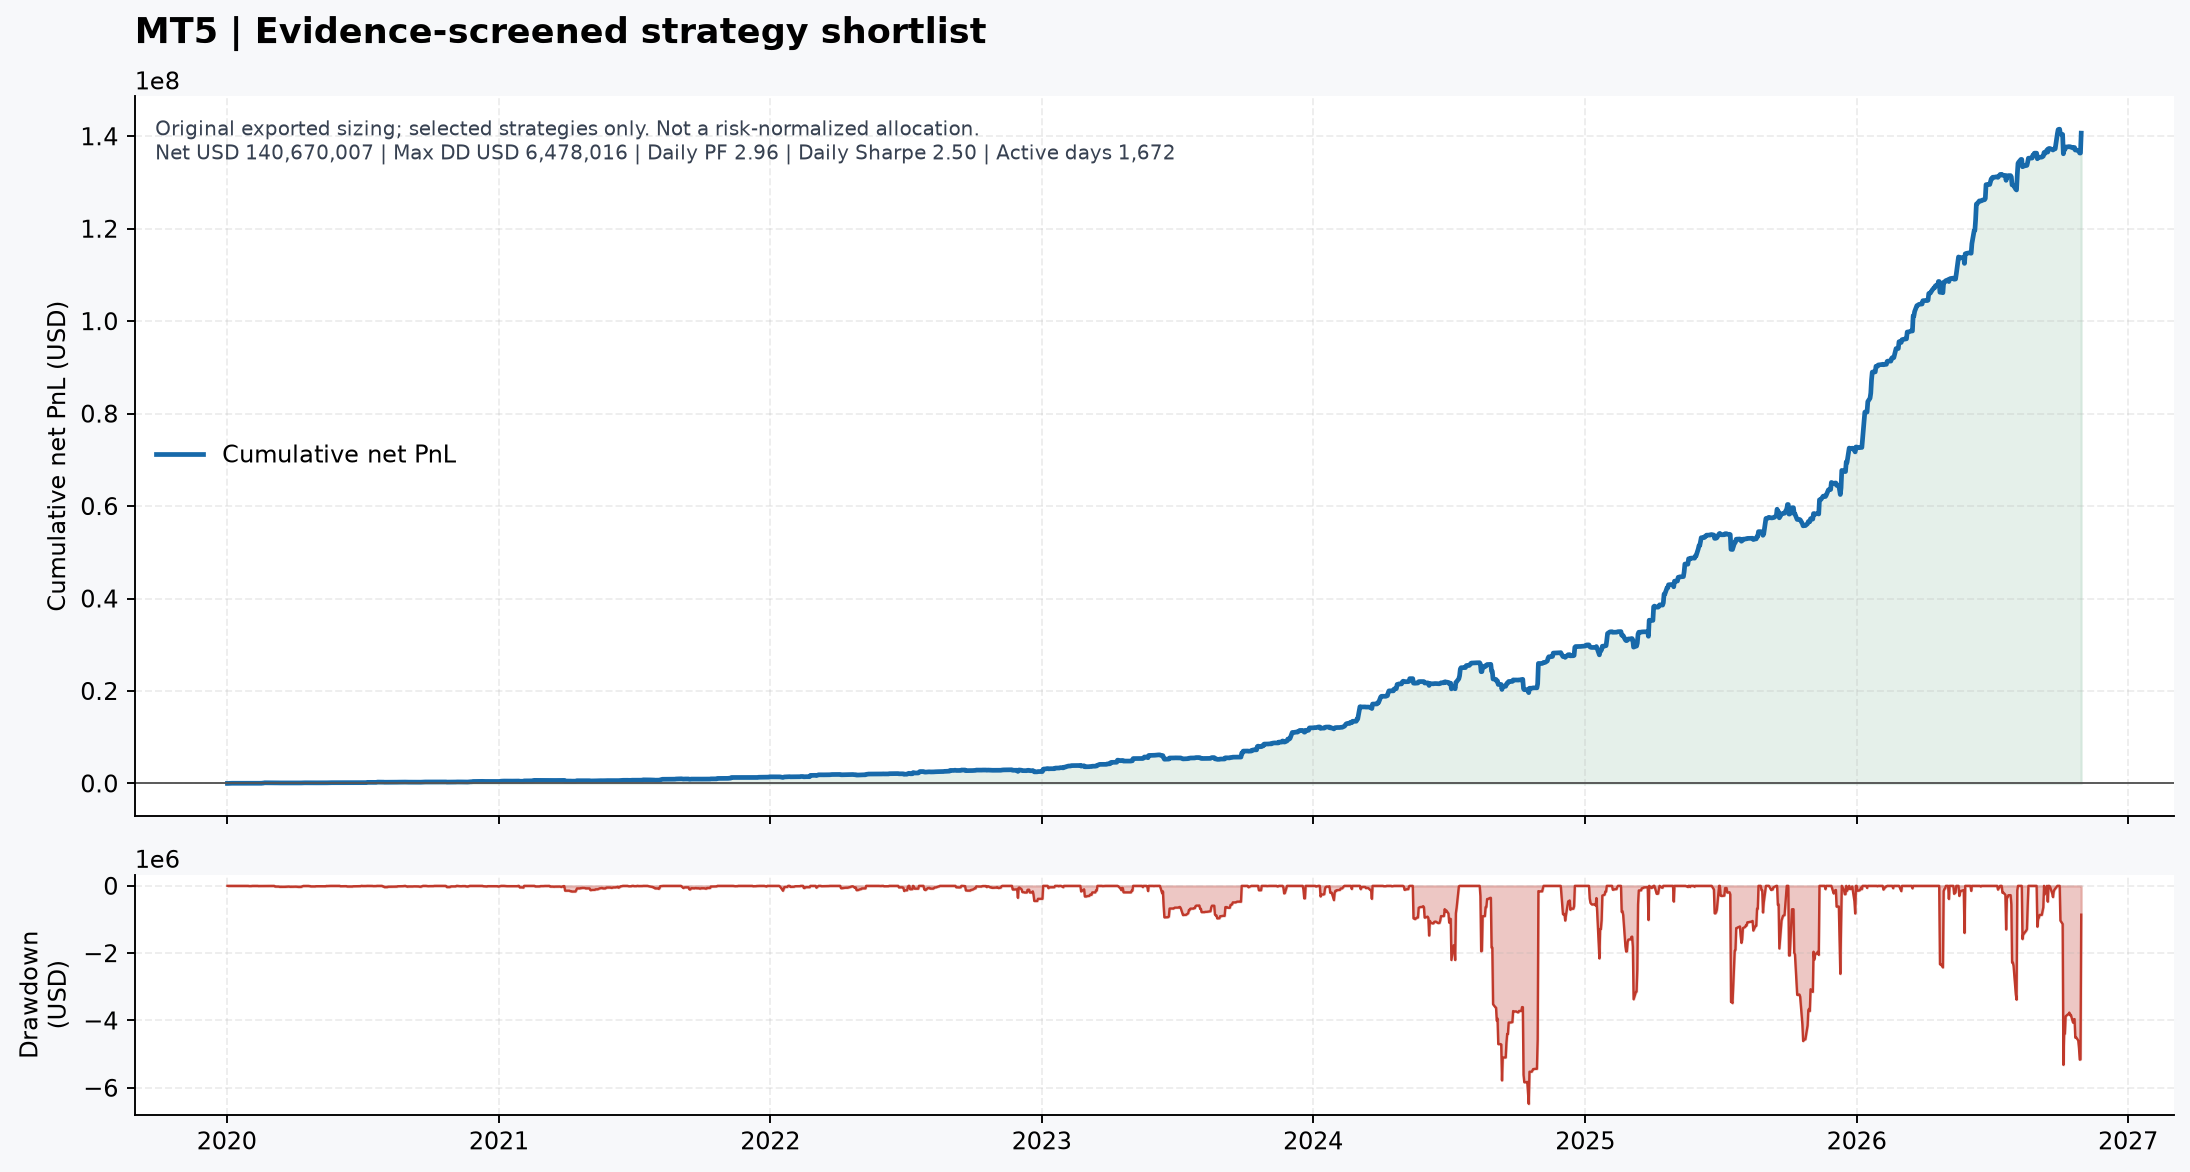 MT5 | Evidence-screened strategy shortlist
1e8
Original exported sizing; selected strategies only. Not a risk-normalized allocation.
Net USD 140,670,007 | Max DD USD 6,478,016 | Daily PF 2.96 | Daily Sharpe 2.50 | Active days 1,672
1.4
1.2
1.0
0.8
0.6
0.4
0.2
0.0
Cumulative net PnL (USD)
Cumulative net PnL
1e6
0
−2
−4
−6
Drawdown
(USD)
2020
2021
2022
2023
2024
2025
2026
2027